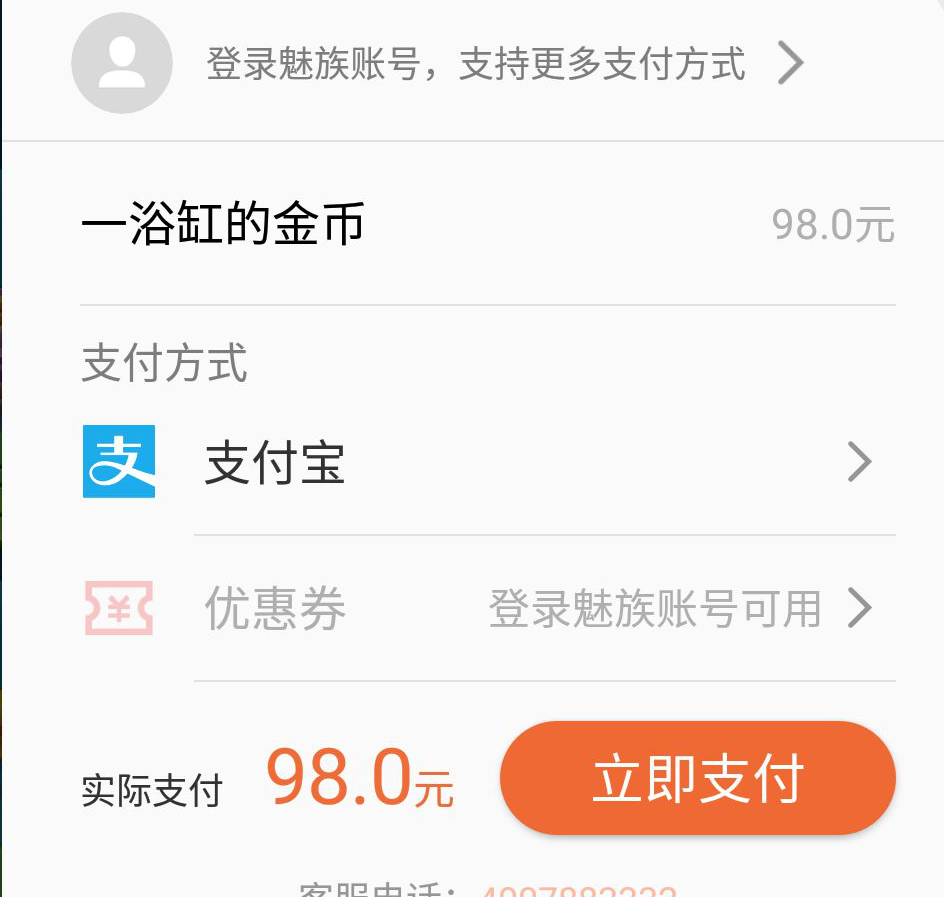 登录魅族账号，支持更多支付方式
一浴缸的金币
98.0元
支付方式
支 支付宝
优惠券
登录魅族账号可用
实际支付 98.0元
立即支付
客服电话：